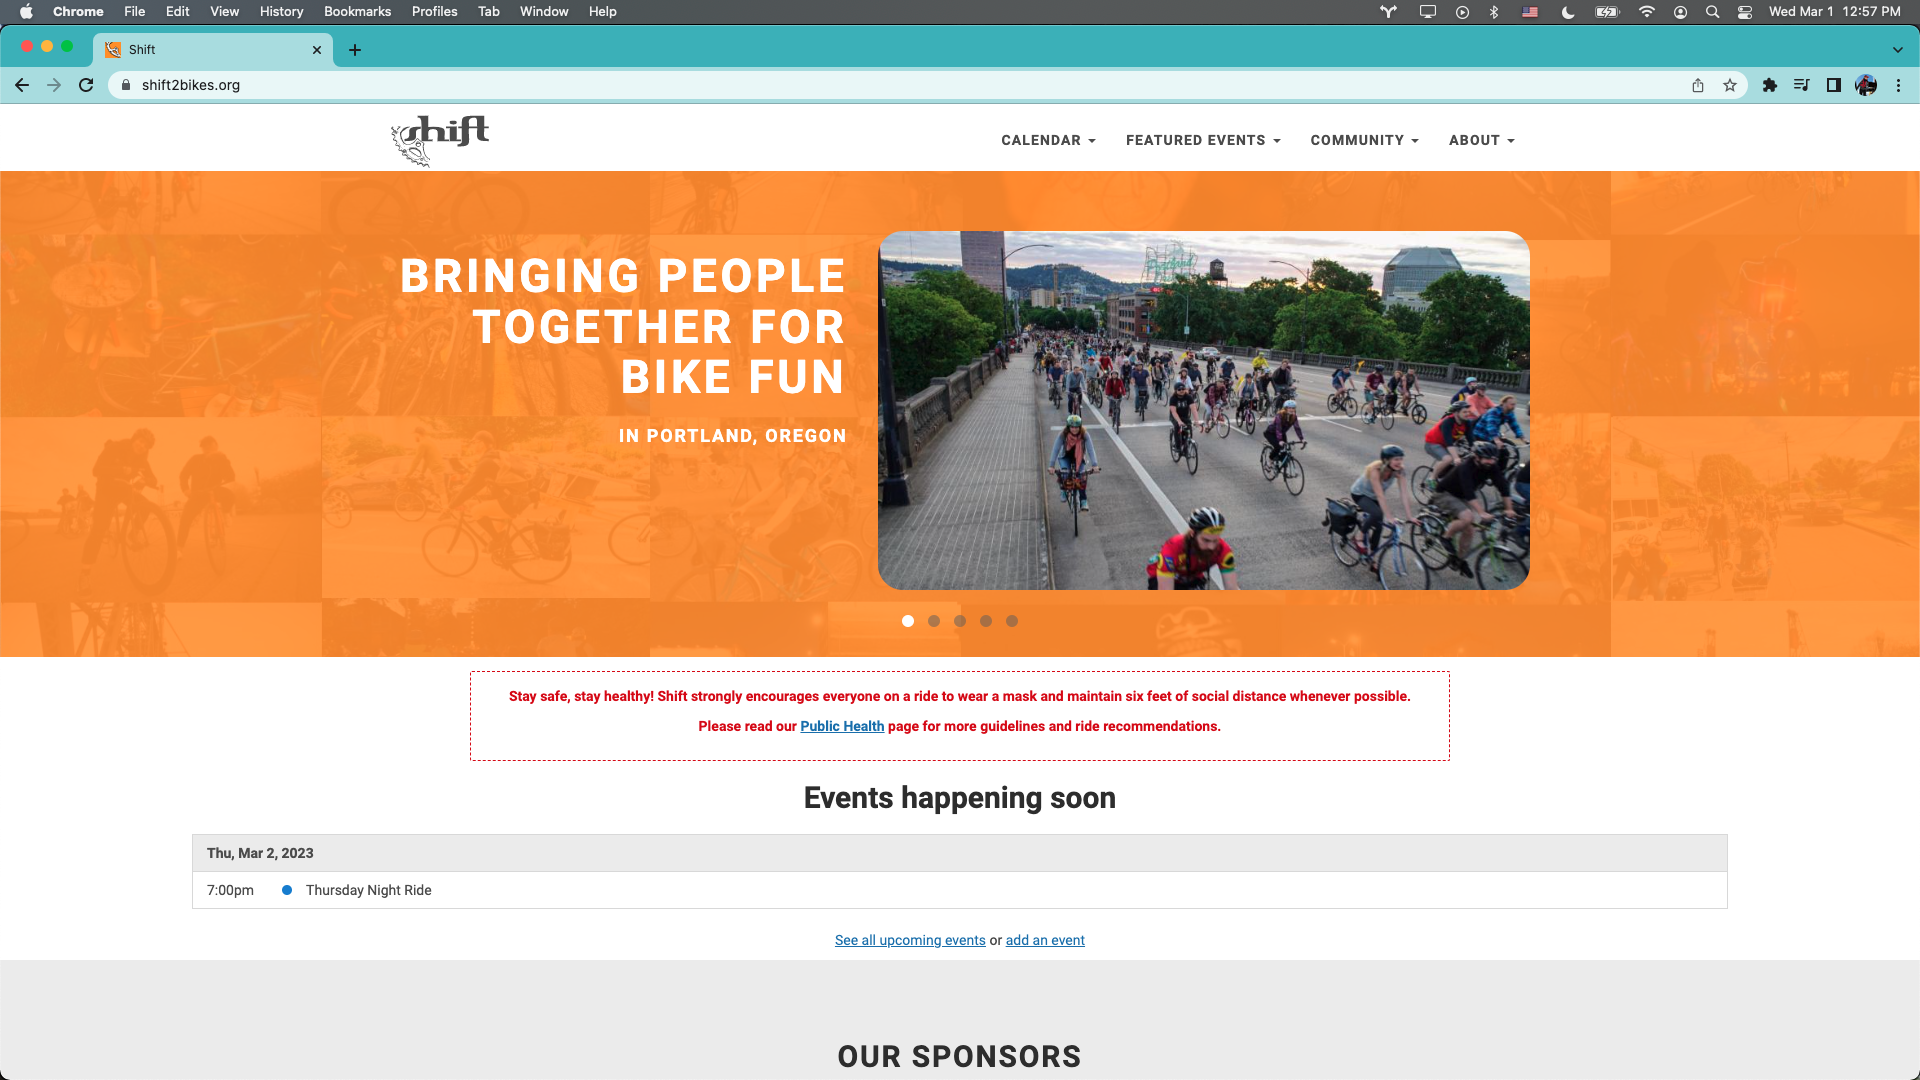 Chrome File Edit View History Bookmarks Profiles Tab Window Help Wed Mar 1 12:57 PM
Shift
shift2bikes.org
shift
CALENDAR FEATURED EVENTS COMMUNITY ABOUT
BRINGING PEOPLE
TOGETHER FOR
BIKE FUN
IN PORTLAND, OREGON
Portland
Stay safe, stay healthy! Shift strongly encourages everyone on a ride to wear a mask and maintain six feet of social distance whenever possible.
Please read our Public Health page for more guidelines and ride recommendations.
Events happening soon
Thu, Mar 2, 2023
7:00pm Thursday Night Ride
See all upcoming events or add an event
OUR SPONSORS